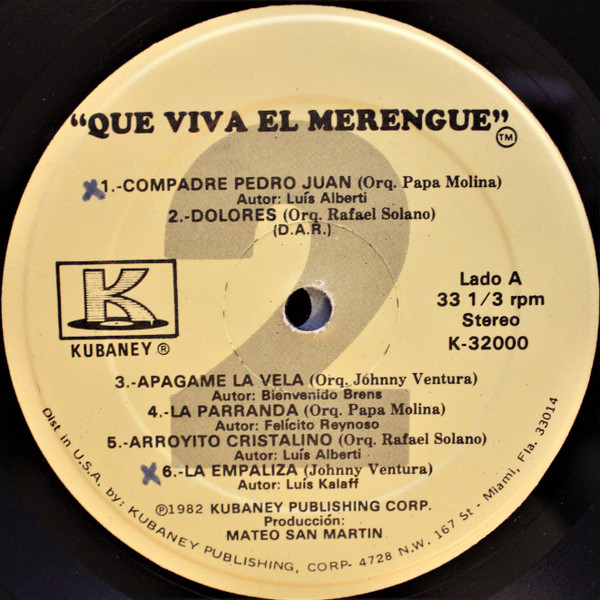 "QUE VIVA EL MERENGUE"™
2
1.-COMPADRE PEDRO JUAN (Orq. Papa Molina)
Autor: Luís Alberti
2.-DOLORES (Orq. Rafael Solano)
(D.A.R.)
K
KUBANEY ®
Lado A
33 1/3 rpm
Stereo
K-32000
3.-APAGAME LA VELA (Orq. Johnny Ventura)
Autor: Bienvenido Brens
4.-LA PARRANDA (Orq. Papa Molina)
Autor: Felícito Reynoso
5.-ARROYITO CRISTALINO (Orq. Rafael Solano)
Autor: Luis Alberti
6.-LA EMPALIZA (Johnny Ventura)
Autor: Luís Kalaff
℗1982 KUBANEY PUBLISHING CORP.
Producción:
MATEO SAN MARTIN
Dist in U.S.A. by: KUBANEY PUBLISHING, CORP. 4728 N.W. 167 St - Miami, Fla. 33014